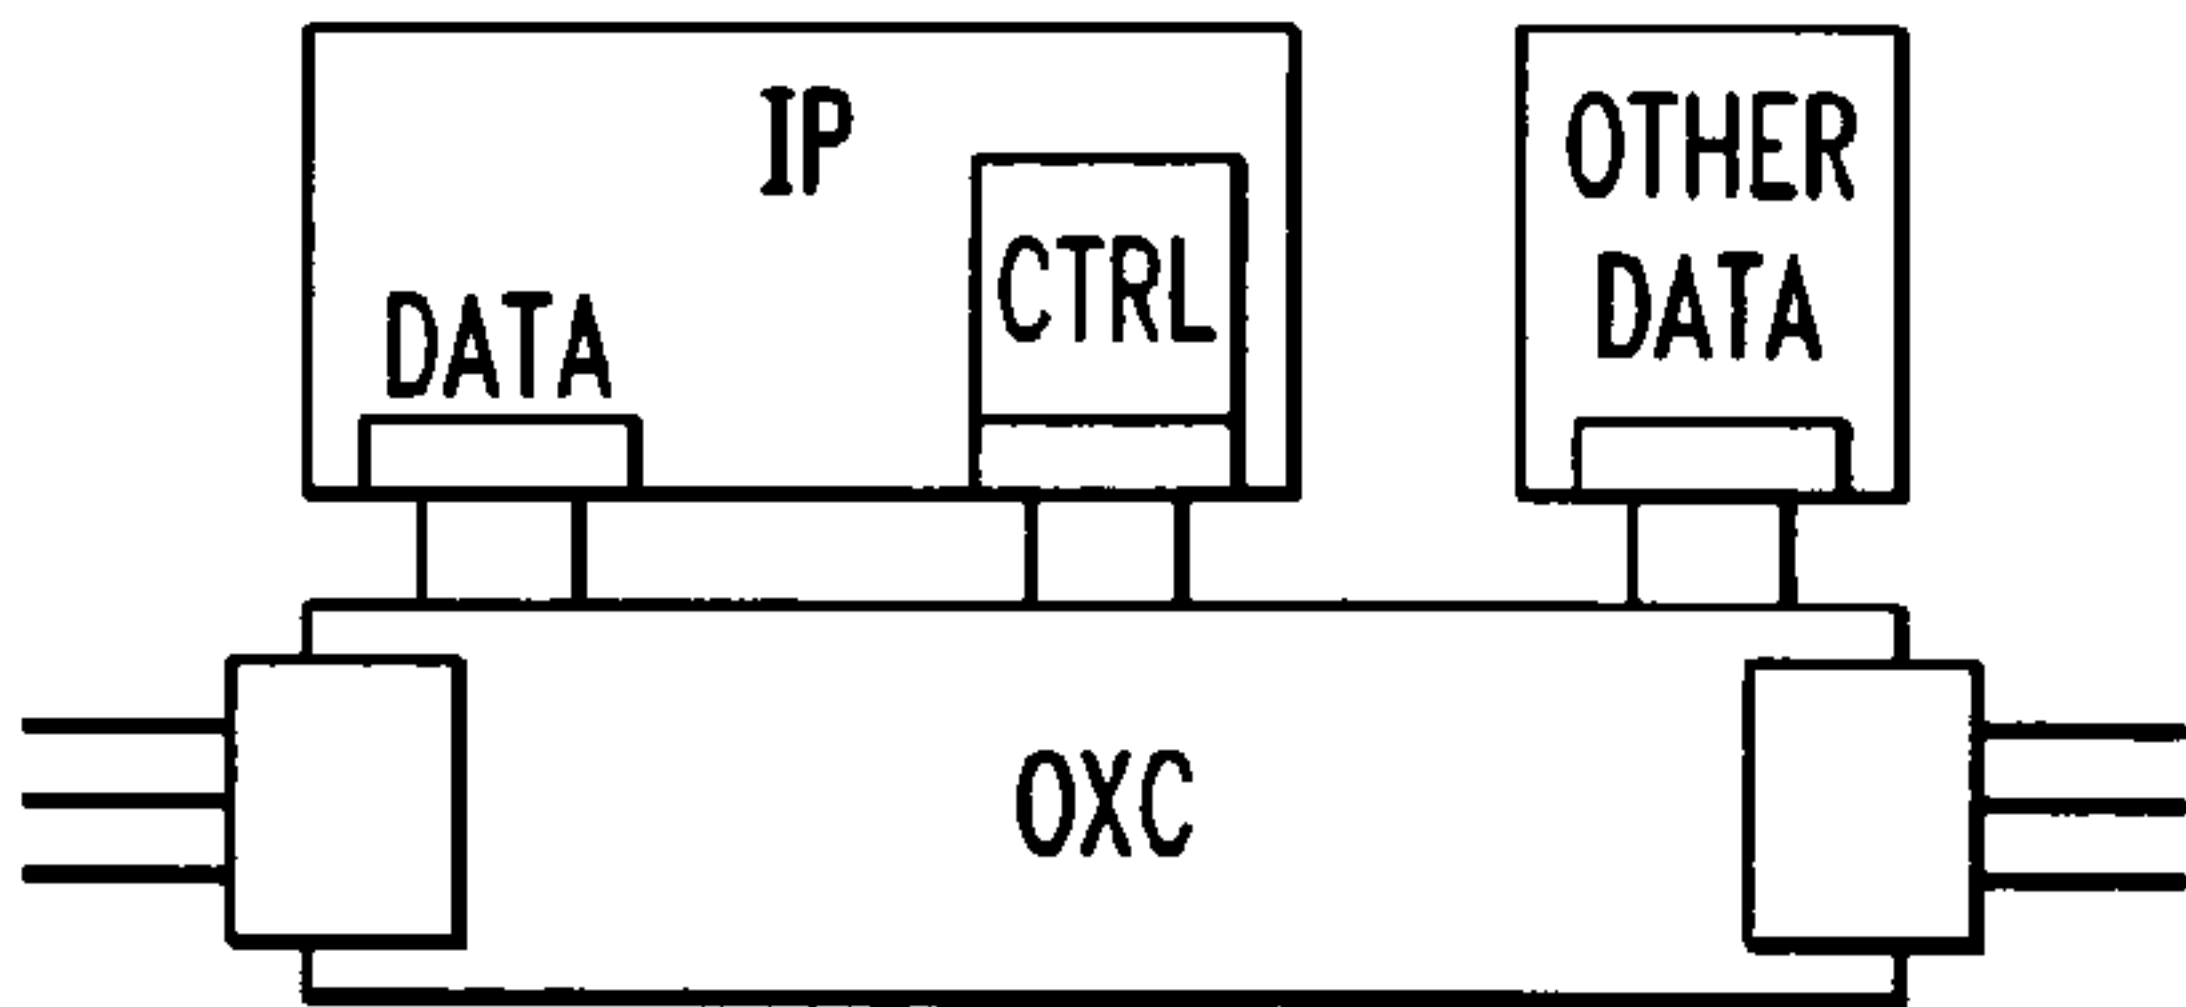 IP
CTRL
DATA
OTHER
DATA
OXC